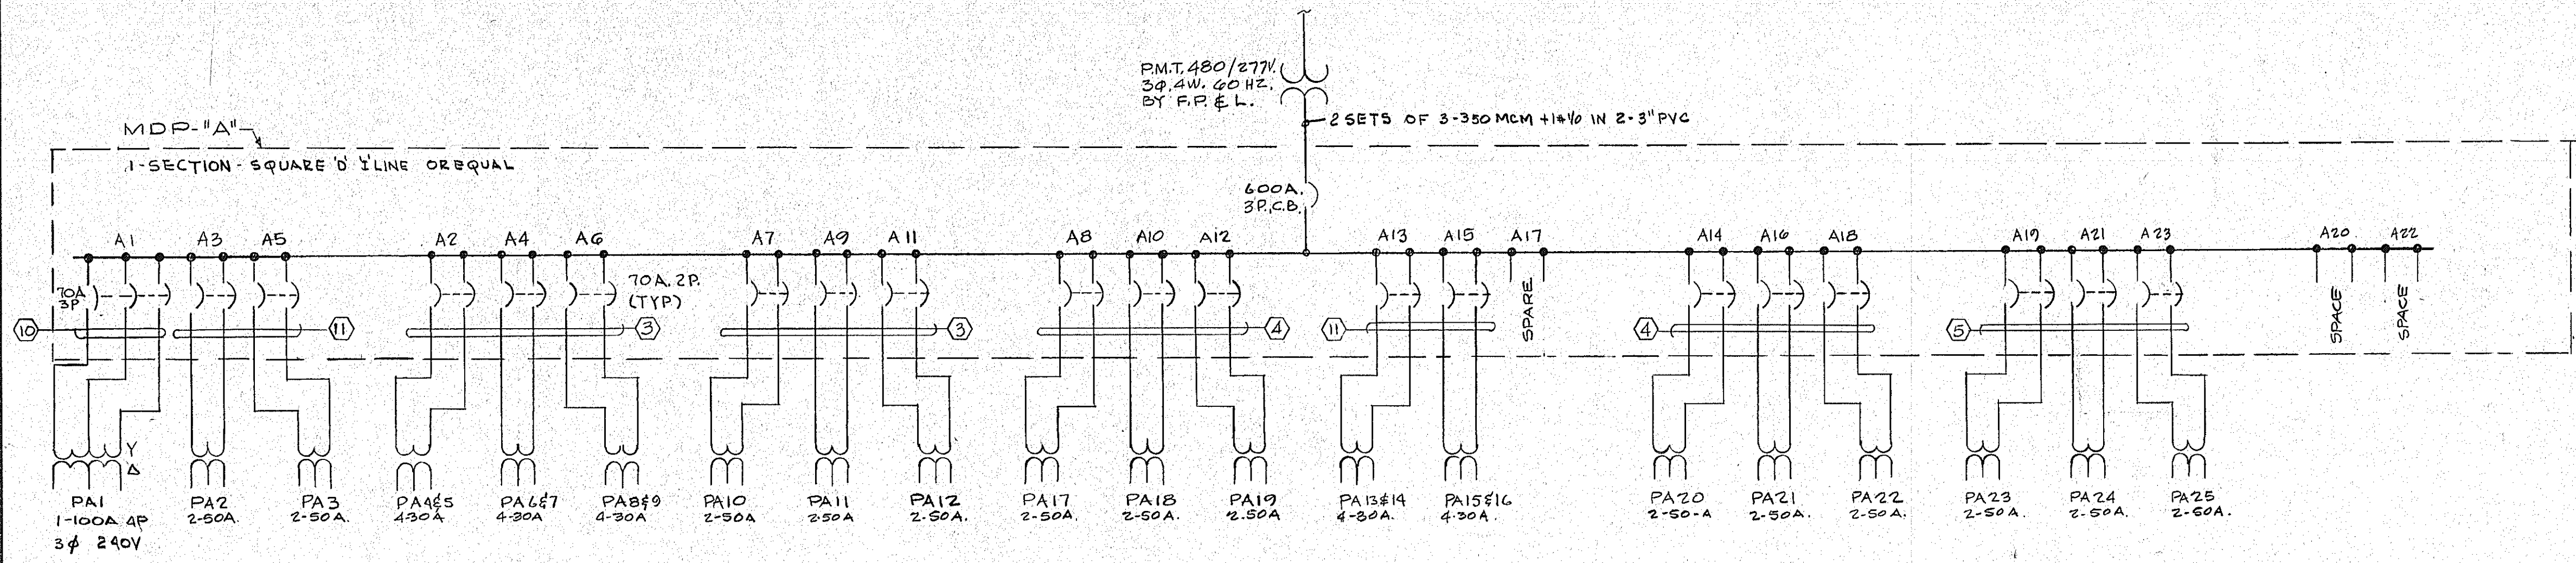 P.M.T. 480/277V.
3φ. 4W. 60 HZ.
BY F.P. & L.
2 SETS OF 3-350 MCM +1#1/0 IN 2-3" PVC
MDP-"A"
1-SECTION - SQUARE 'D' 'I' LINE OR EQUAL
600A.
3P., C.B.
A1 A3 A5 A2 A4 A6 A7 A9 A11 A8 A10 A12 A13 A15 A17 A14 A16 A18 A19 A21 A23 A20 A22
70A
3P
70A. 2P.
(TYP)
SPARE
SPACE
SPACE
10 11 3 3 4 11 4 5
Y
Δ
PA1
1-100A 4P
3φ 240V
PA2
2-50A.
PA3
2-50A.
PA4&5
4-30A
PA6&7
4-30A
PA8&9
4-30A
PA10
2-50A
PA11
2-50A
PA12
2-50A.
PA17
2-50A.
PA18
2-50A.
PA19
2-50A
PA13&14
4-30A.
PA15&16
4-30A.
PA20
2-50-A
PA21
2-50A.
PA22
2-50A.
PA23
2-50A.
PA24
2-50A.
PA25
2-50A.